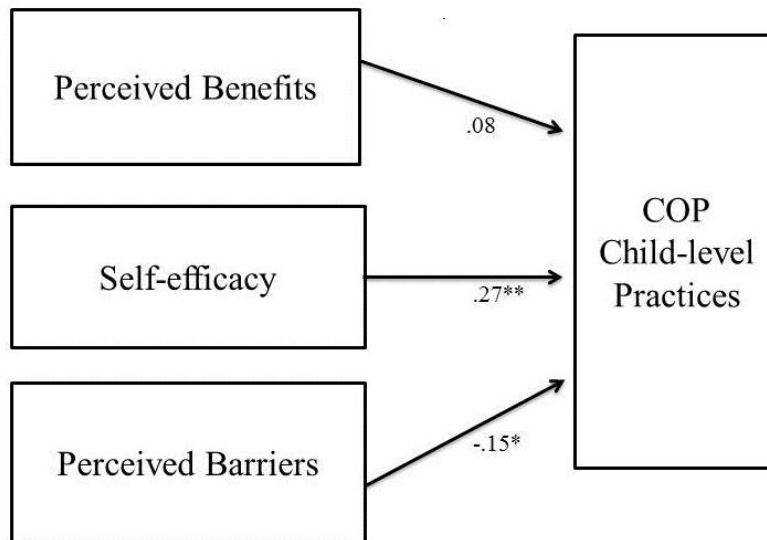 Perceived Benefits
.08
Self-efficacy
.27**
COP
Child-level
Practices
Perceived Barriers
-.15*